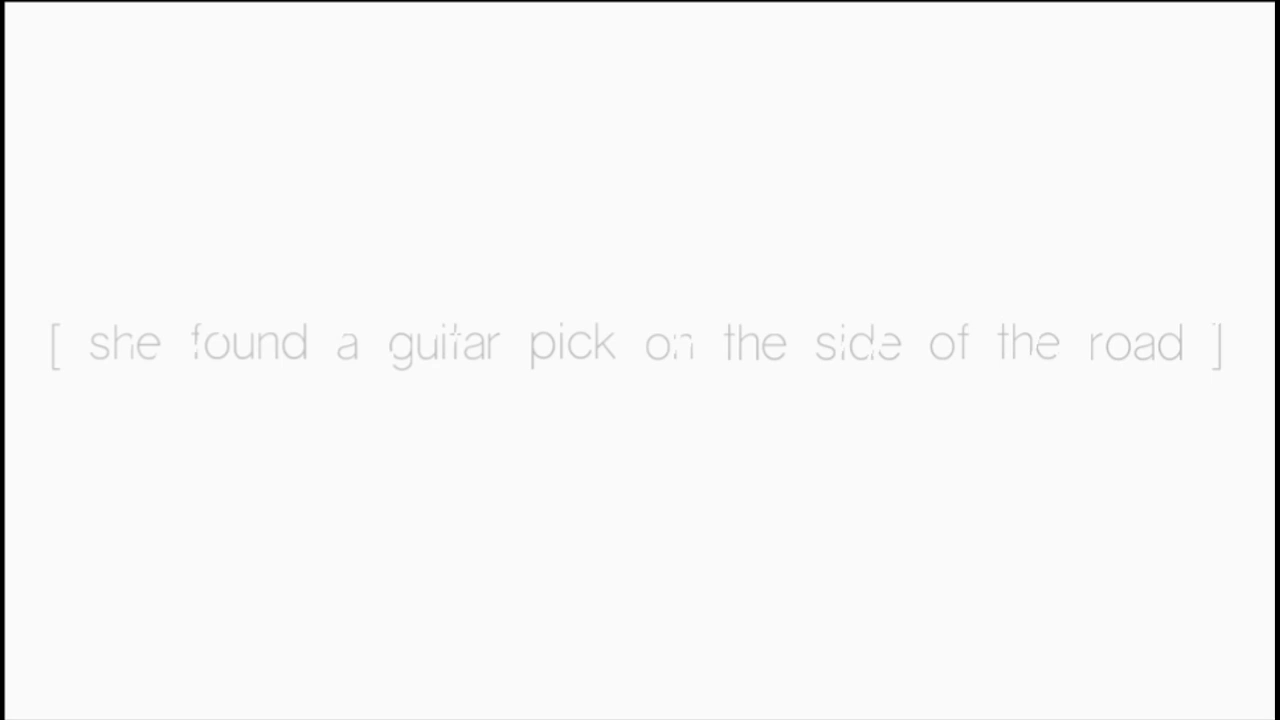 [ she found a guitar pick on the side of the road ]